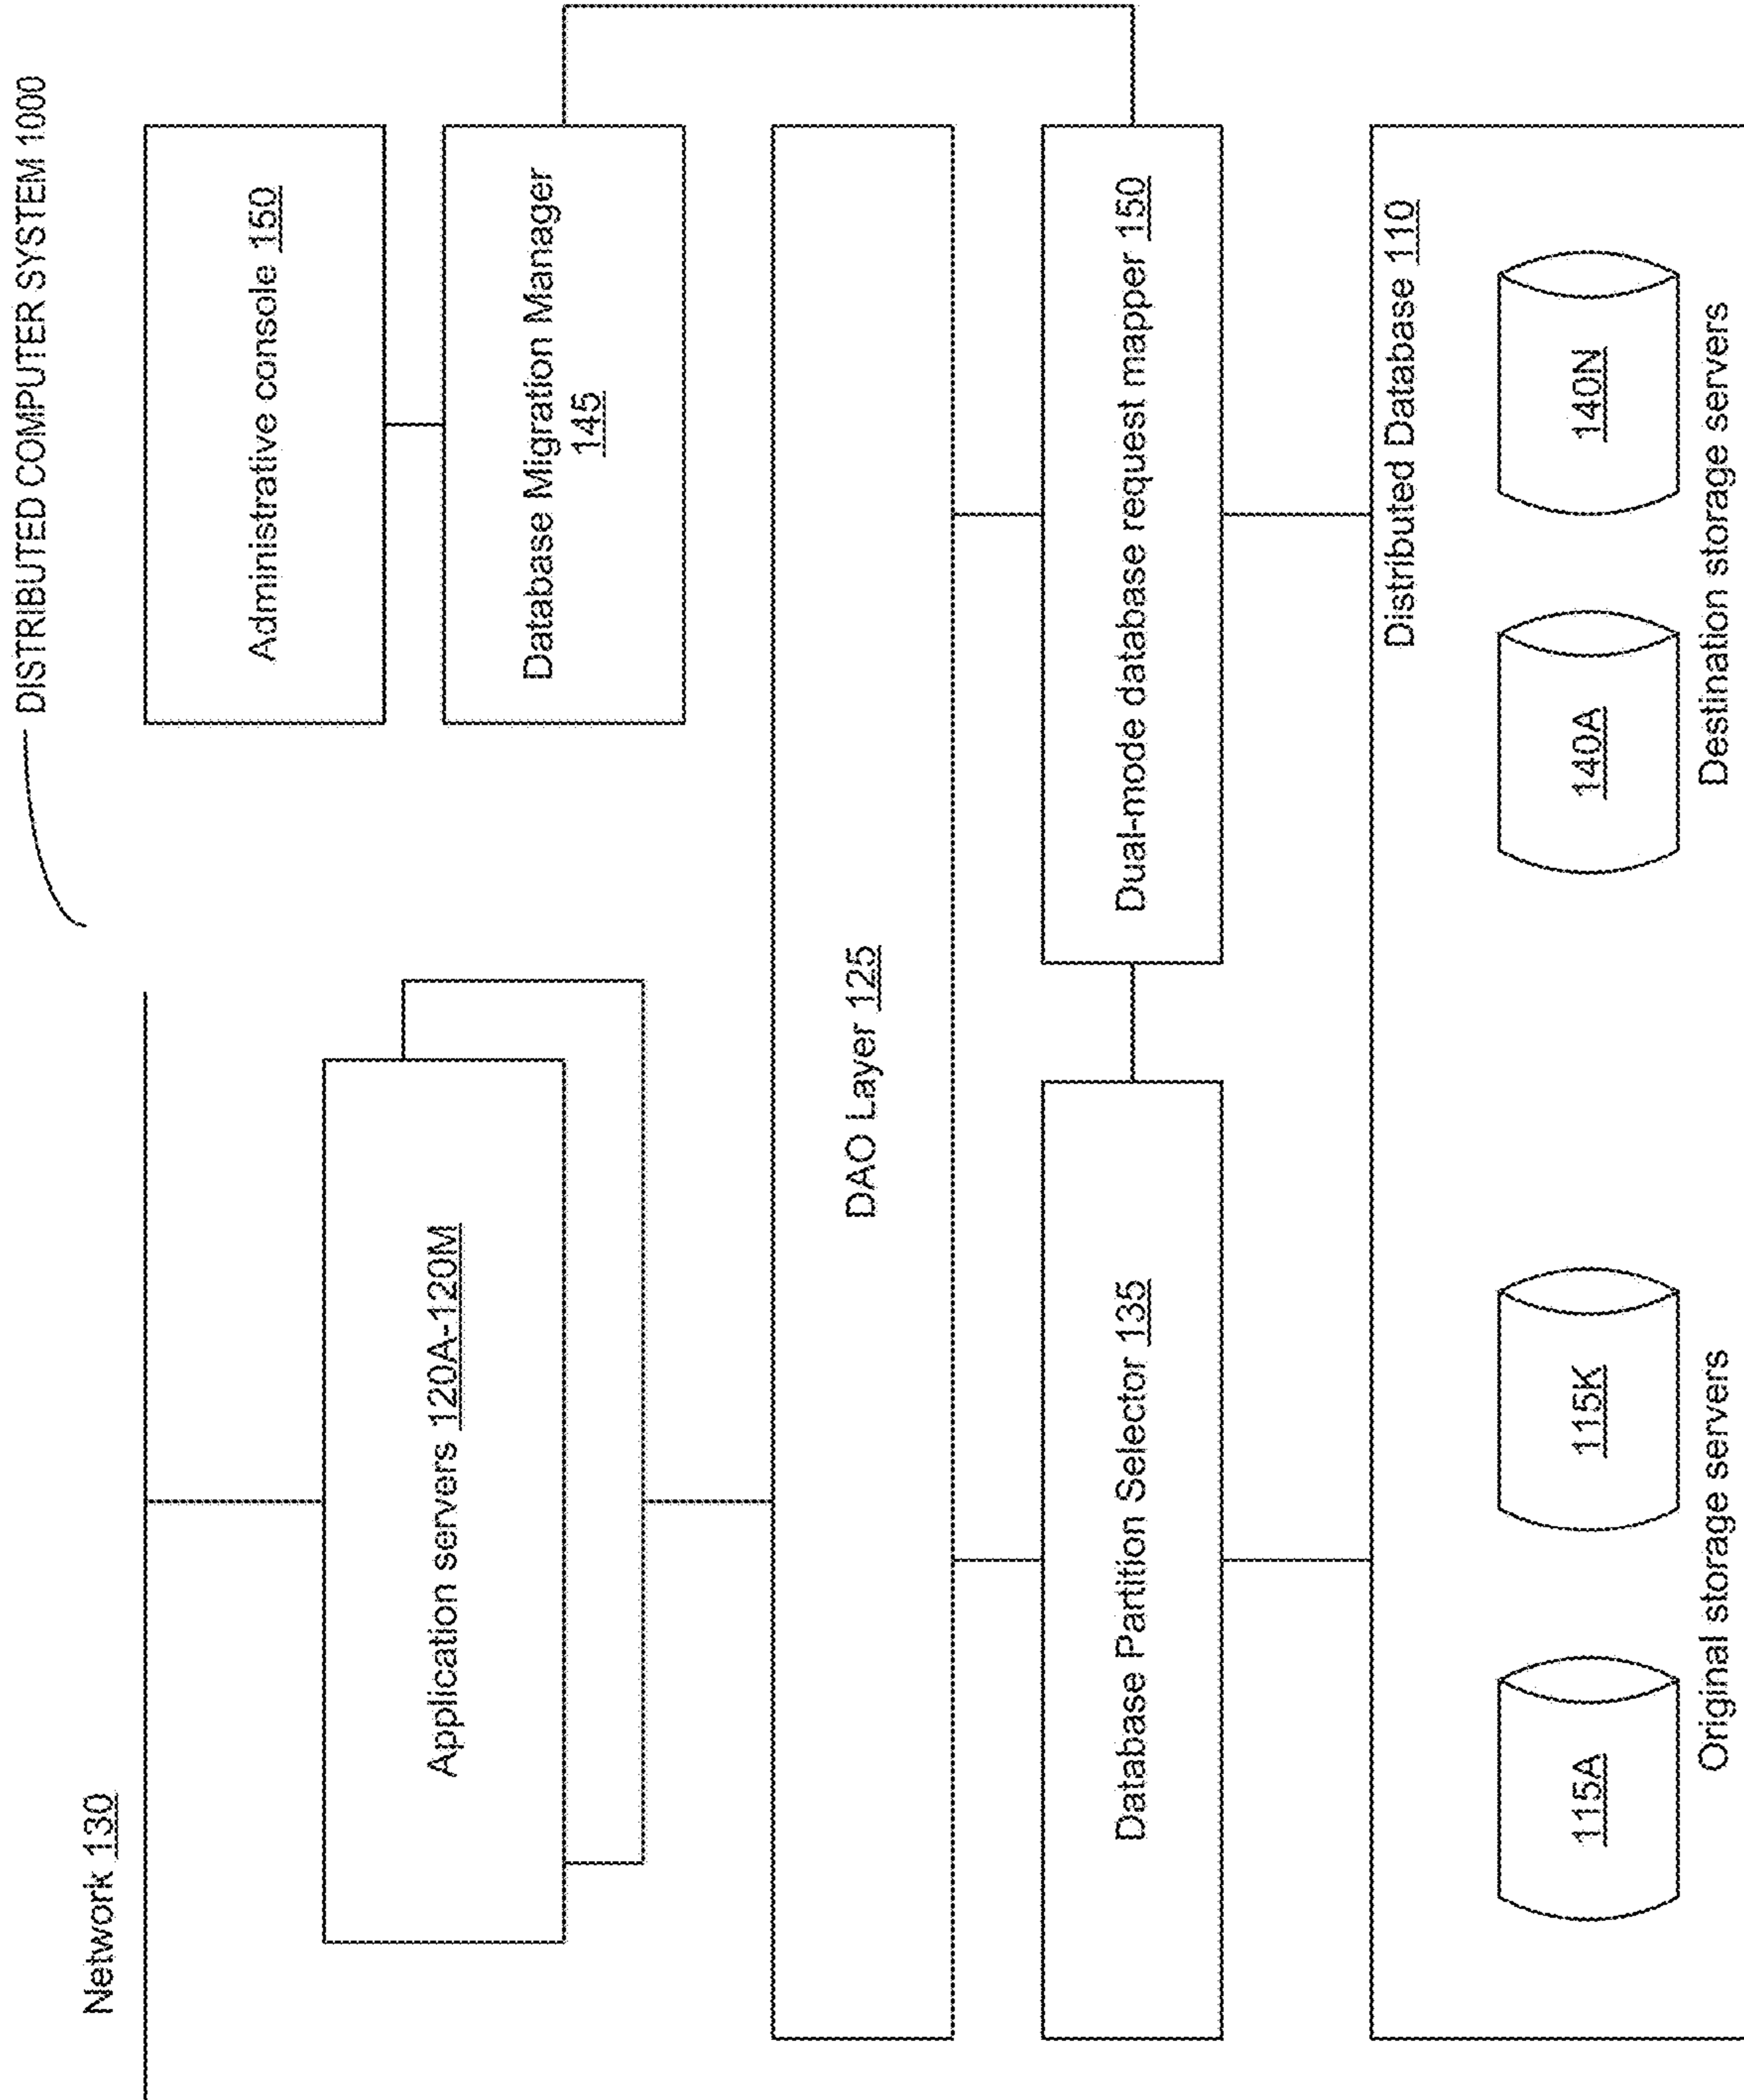 DISTRIBUTED COMPUTER SYSTEM 1000
Network 130
Administrative console 150
Application servers 120A-120M
Database Migration Manager
145
DAO Layer 125
Database Partition Selector 135
Dual-mode database request mapper 150
Distributed Database 110
115A
115K
140A
140N
Original storage servers
Destination storage servers